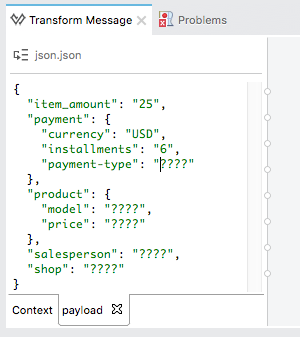 Transform Message
Problems
json.json
{
"item_amount": "25",
"payment": {
"currency": "USD",
"installments": "6",
"payment-type": "????"
},
"product": {
"model": "????",
"price": "????"
},
"salesperson": "????",
"shop": "????"
}
Context payload